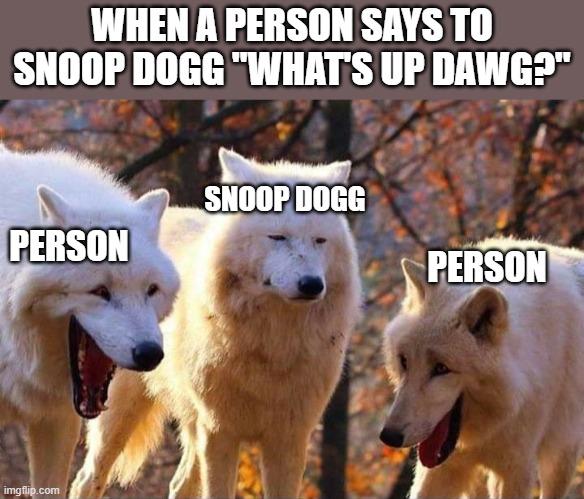 WHEN A PERSON SAYS TO
SNOOP DOGG "WHAT'S UP DAWG?"
SNOOP DOGG
PERSON
PERSON
imgflip.com